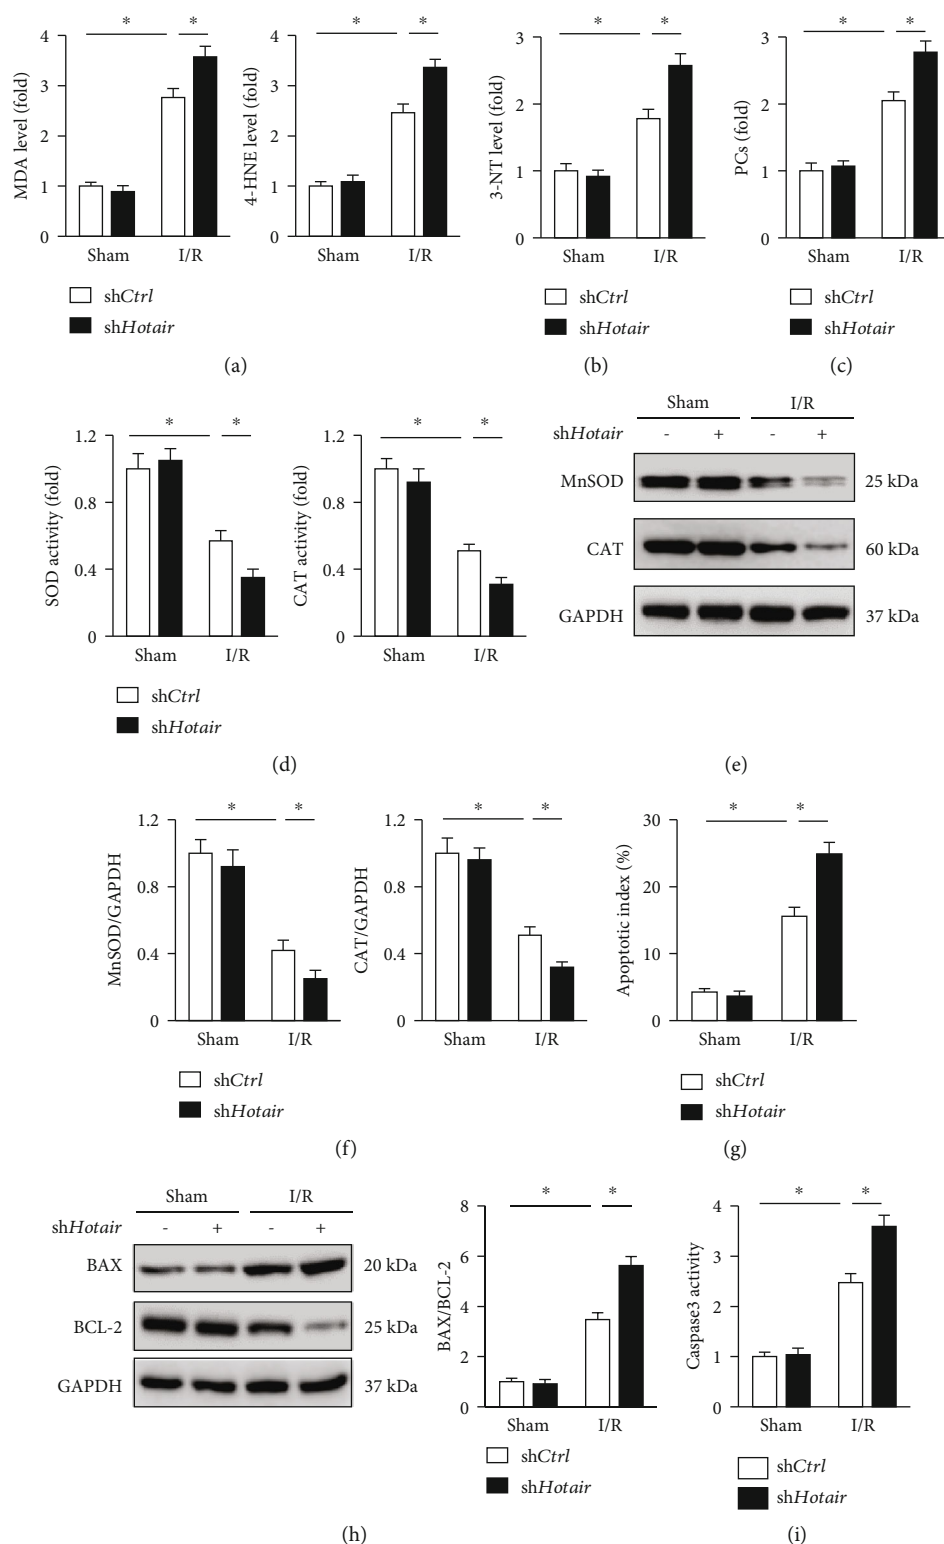 * * * * * * * *
4 4 3 3
3 3 2 2
2 2 1 1
1 1 0 0
0 0
MDA level (fold)
4-HNE level (fold)
3-NT level (fold)
PCs (fold)
Sham I/R Sham I/R Sham I/R Sham I/R
shCtrl shCtrl shCtrl
shHotair shHotair shHotair
(a) (b) (c)
* * * *
1.2 1.2
0.8 0.8
0.4 0.4
0 0
SOD activity (fold)
CAT activity (fold)
Sham I/R Sham I/R
shCtrl
shHotair
(d)
Sham I/R
shHotair - + - +
MnSOD 25 kDa
CAT 60 kDa
GAPDH 37 kDa
(e)
* * * *
1.2 1.2
0.8 0.8
0.4 0.4
0 0
MnSOD/GAPDH
CAT/GAPDH
Sham I/R Sham I/R
shCtrl
shHotair
(f)
* *
30
20
10
0
Apoptotic index (%)
Sham I/R
shCtrl
shHotair
(g)
Sham I/R
shHotair - + - +
BAX 20 kDa
BCL-2 25 kDa
GAPDH 37 kDa
* *
8
6
4
2
0
BAX/BCL-2
Sham I/R
shCtrl
shHotair
(h)
* *
4
3
2
1
0
Caspase3 activity
Sham I/R
shCtrl
shHotair
(i)